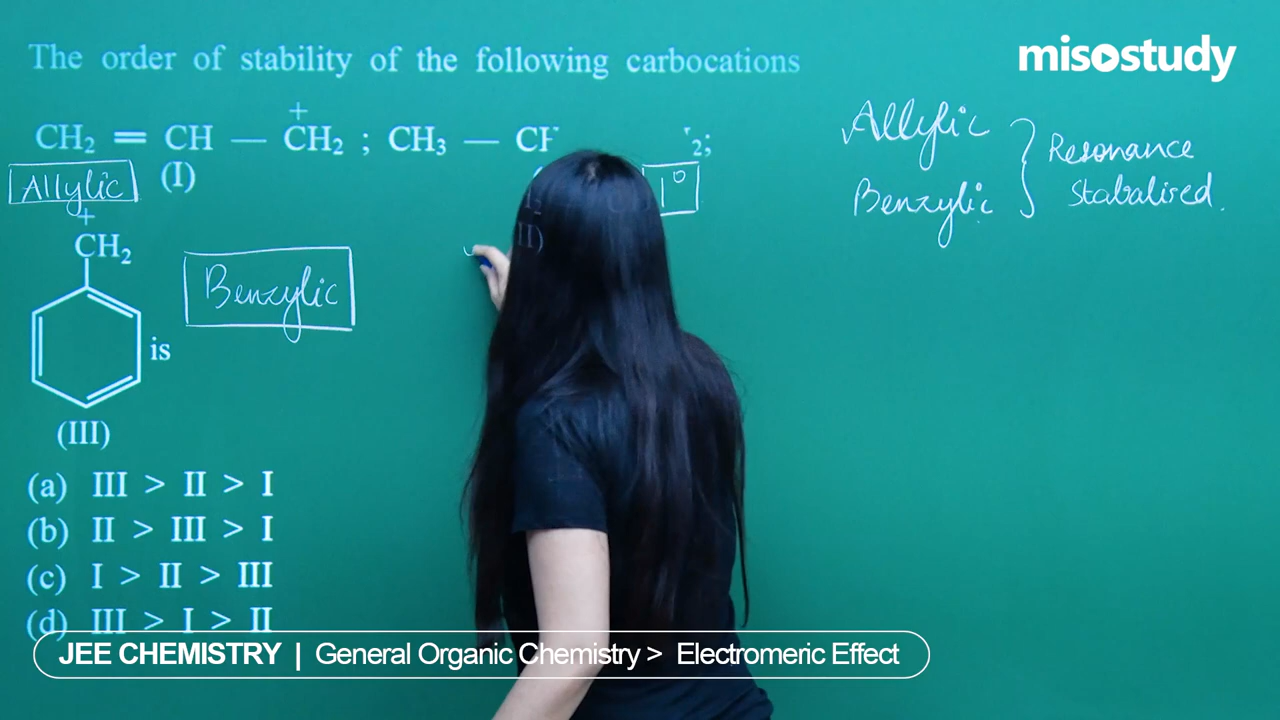 The order of stability of the following carbocations
misostudy
+
CH₂ = CH — CH₂ ; CH₃ — CH ₂;
Allylic (I) 1°
Allylic
Benzylic
Resonance
Stabalised.
+
CH₂
Benzylic
is
(III)
(a) III > II > I
(b) II > III > I
(c) I > II > III
(d) III > I > II
JEE CHEMISTRY | General Organic Chemistry > Electromeric Effect